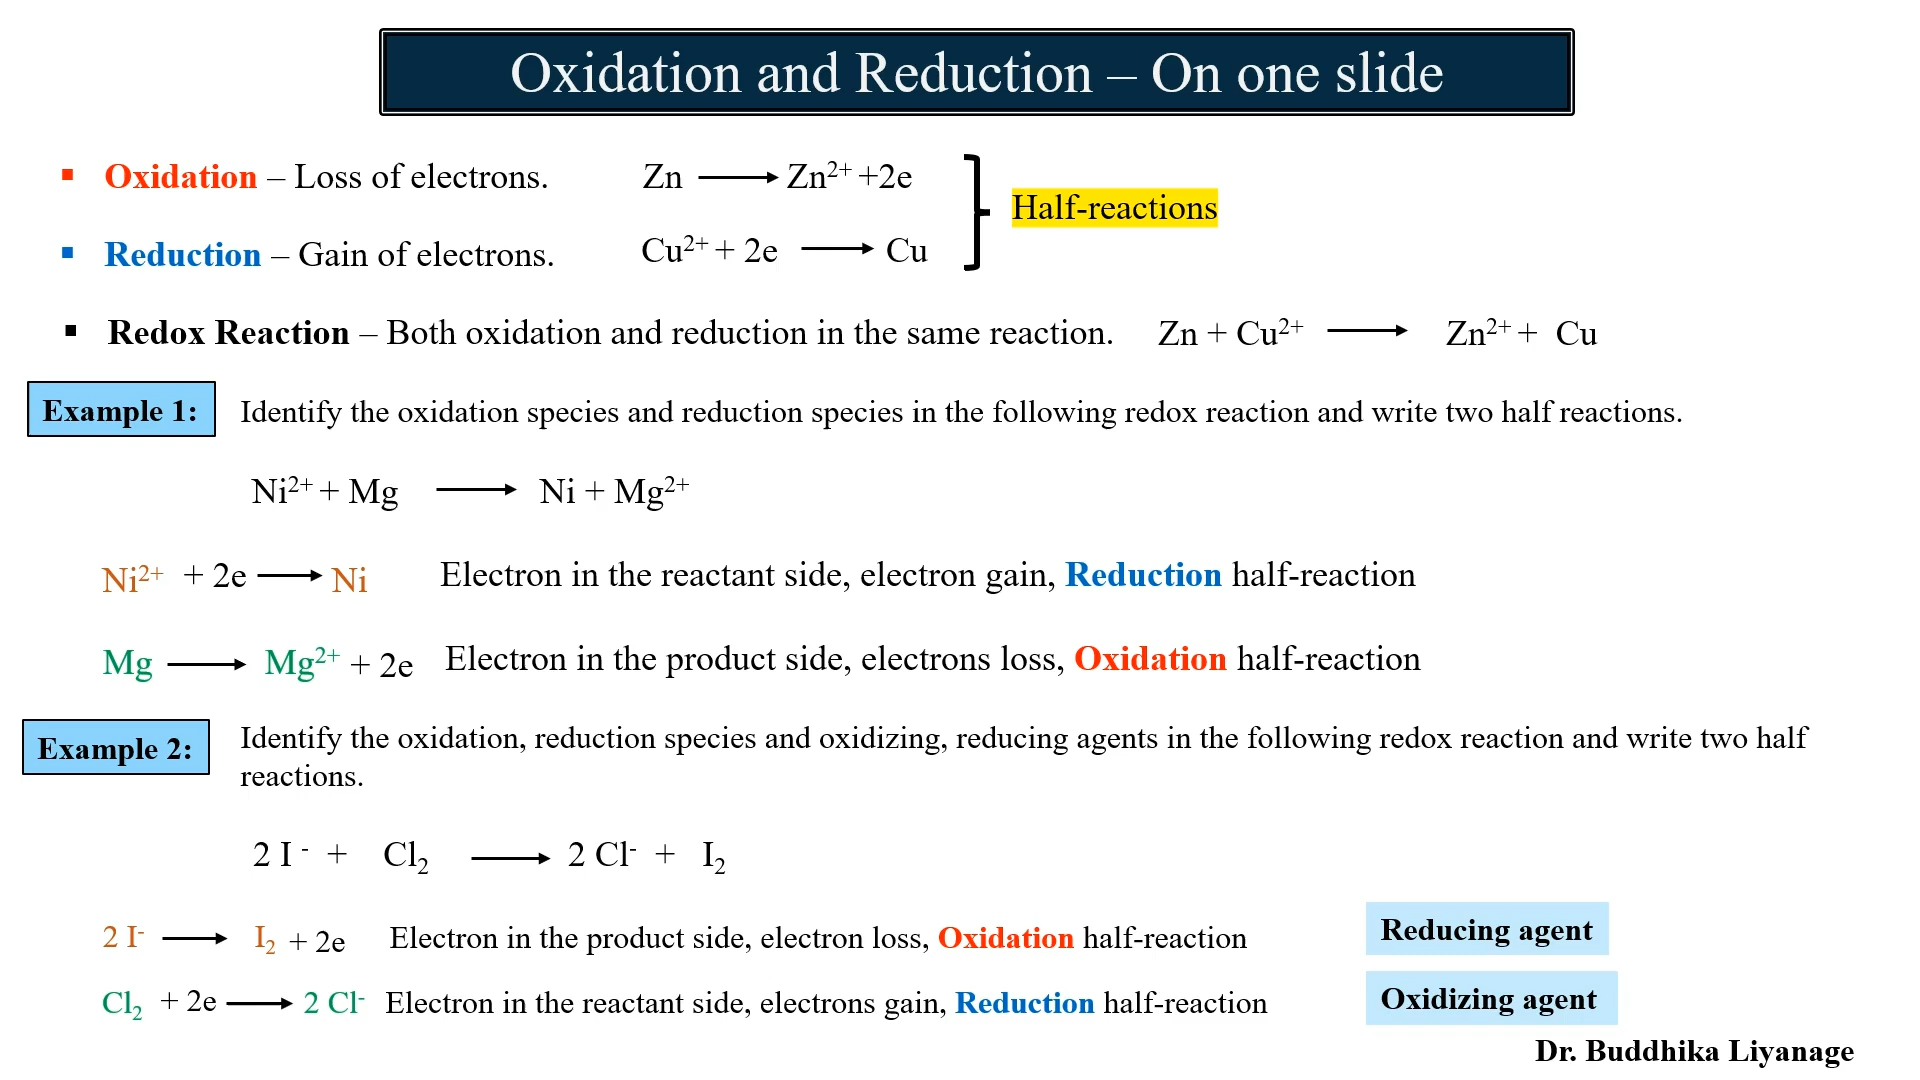 Oxidation and Reduction – On one slide
▪ Oxidation – Loss of electrons. Zn ⟶ Zn²⁺ +2e
Half-reactions
▪ Reduction – Gain of electrons. Cu²⁺ + 2e ⟶ Cu
▪ Redox Reaction – Both oxidation and reduction in the same reaction. Zn + Cu²⁺ ⟶ Zn²⁺ + Cu
Example 1: Identify the oxidation species and reduction species in the following redox reaction and write two half reactions.
Ni²⁺ + Mg ⟶ Ni + Mg²⁺
Ni²⁺ + 2e ⟶ Ni Electron in the reactant side, electron gain, Reduction half-reaction
Mg ⟶ Mg²⁺ + 2e Electron in the product side, electrons loss, Oxidation half-reaction
Example 2: Identify the oxidation, reduction species and oxidizing, reducing agents in the following redox reaction and write two half
reactions.
2 I ⁻ + Cl₂ ⟶ 2 Cl⁻ + I₂
2 I⁻ ⟶ I₂ + 2e Electron in the product side, electron loss, Oxidation half-reaction Reducing agent
Cl₂ + 2e ⟶ 2 Cl⁻ Electron in the reactant side, electrons gain, Reduction half-reaction Oxidizing agent
Dr. Buddhika Liyanage